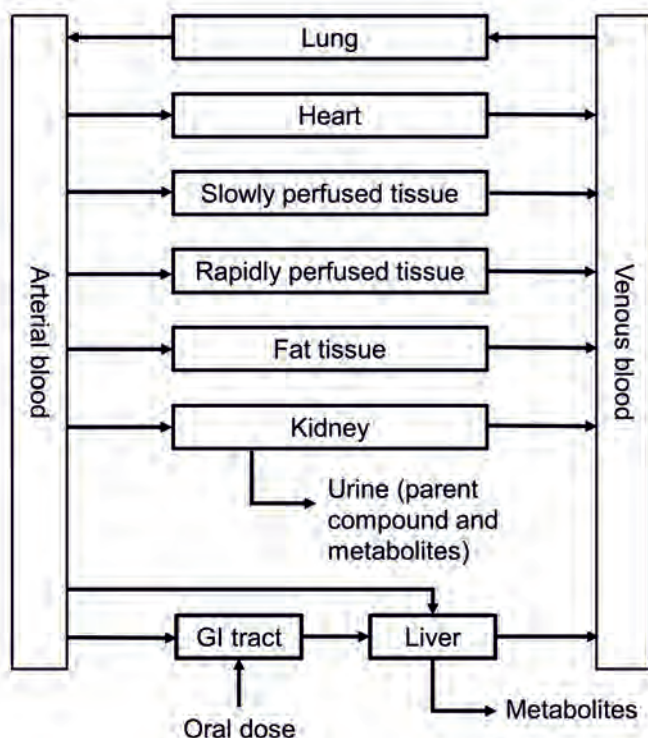 Lung
Heart
Slowly perfused tissue
Rapidly perfused tissue
Arterial blood
Venous blood
Fat tissue
Kidney
Urine (parent
compound and
metabolites)
GI tract
Liver
Metabolites
Oral dose